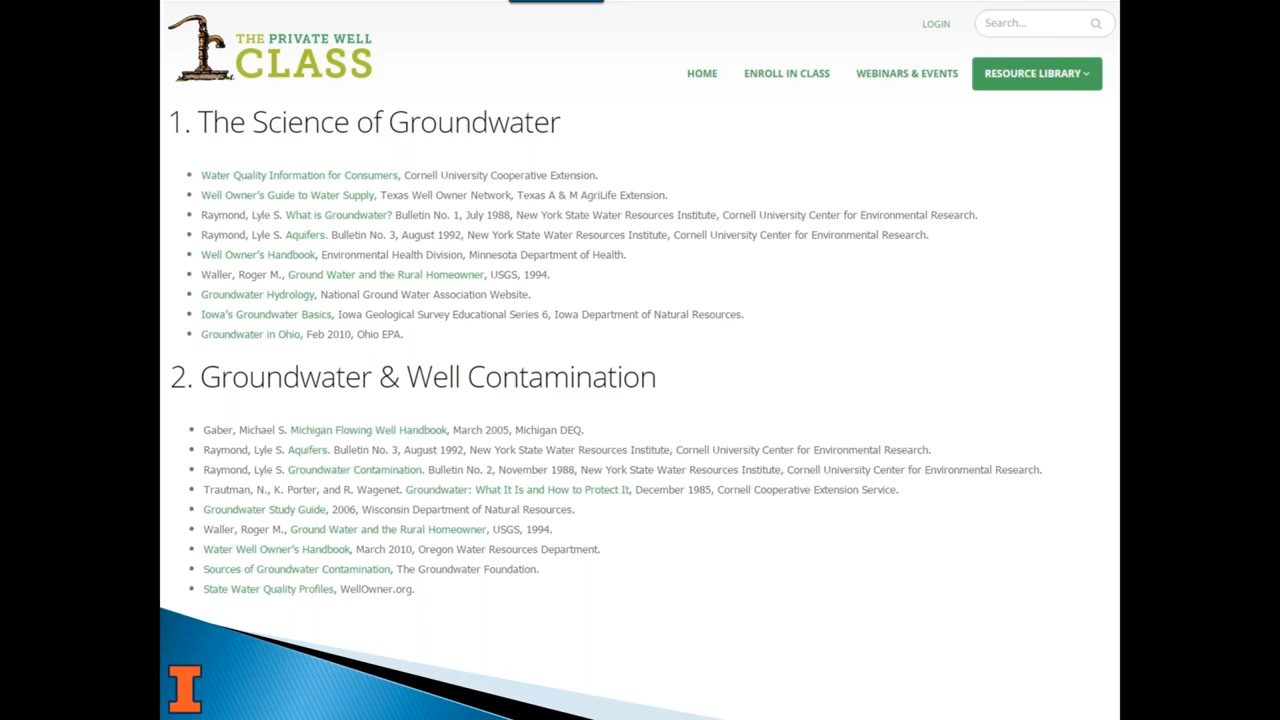 THE PRIVATE WELL
CLASS
LOGIN
Search...
HOME
ENROLL IN CLASS
WEBINARS & EVENTS
RESOURCE LIBRARY
1. The Science of Groundwater
Water Quality Information for Consumers, Cornell University Cooperative Extension.
Well Owner's Guide to Water Supply, Texas Well Owner Network, Texas A & M AgriLife Extension.
Raymond, Lyle S. What is Groundwater? Bulletin No. 1, July 1988, New York State Water Resources Institute, Cornell University Center for Environmental Research.
Raymond, Lyle S. Aquifers. Bulletin No. 3, August 1992, New York State Water Resources Institute, Cornell University Center for Environmental Research.
Well Owner's Handbook, Environmental Health Division, Minnesota Department of Health.
Waller, Roger M., Ground Water and the Rural Homeowner, USGS, 1994.
Groundwater Hydrology, National Ground Water Association Website.
Iowa's Groundwater Basics, Iowa Geological Survey Educational Series 6, Iowa Department of Natural Resources.
Groundwater in Ohio, Feb 2010, Ohio EPA.
2. Groundwater & Well Contamination
Gaber, Michael S. Michigan Flowing Well Handbook, March 2005, Michigan DEQ.
Raymond, Lyle S. Aquifers. Bulletin No. 3, August 1992, New York State Water Resources Institute, Cornell University Center for Environmental Research.
Raymond, Lyle S. Groundwater Contamination. Bulletin No. 2, November 1988, New York State Water Resources Institute, Cornell University Center for Environmental Research.
Trautman, N., K. Porter, and R. Wagenet. Groundwater: What It Is and How to Protect It, December 1985, Cornell Cooperative Extension Service.
Groundwater Study Guide, 2006, Wisconsin Department of Natural Resources.
Waller, Roger M., Ground Water and the Rural Homeowner, USGS, 1994.
Water Well Owner's Handbook, March 2010, Oregon Water Resources Department.
Sources of Groundwater Contamination, The Groundwater Foundation.
State Water Quality Profiles, WellOwner.org.
I